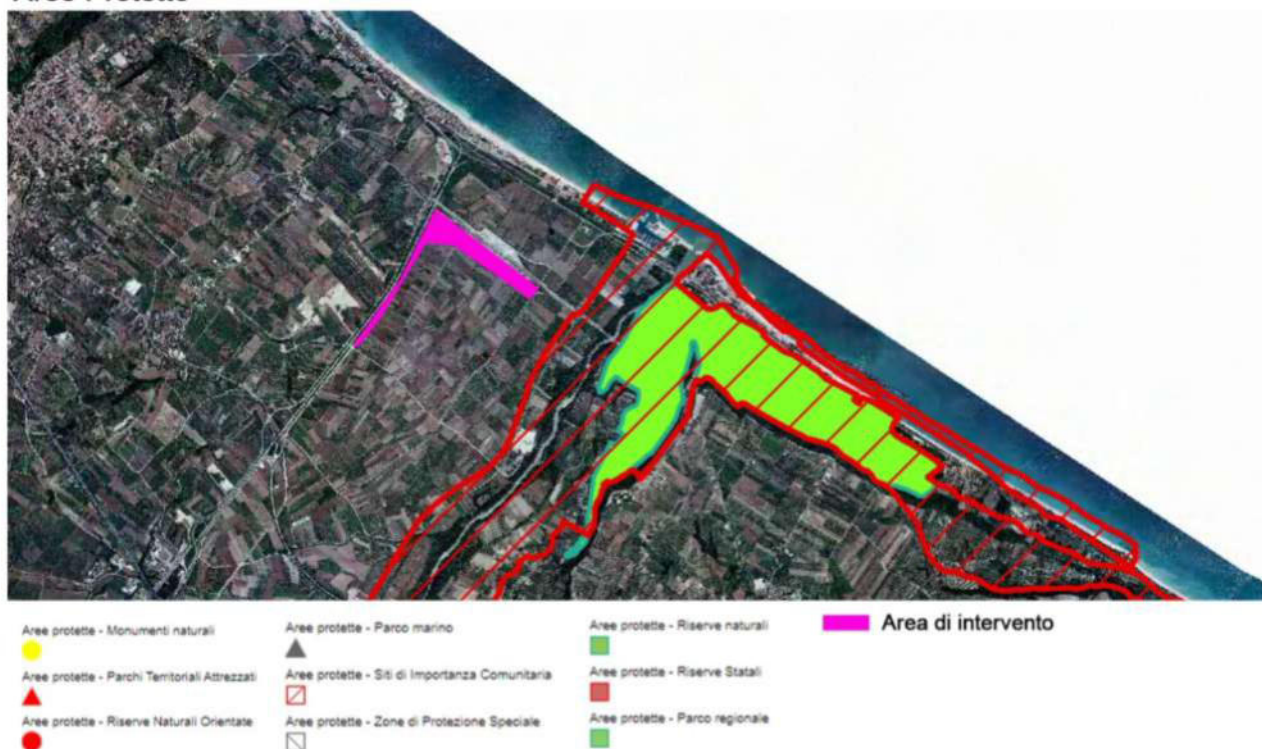 Aree protette - Monumenti naturali
Aree protette - Parchi Territoriali Attrezzati
Aree protette - Riserve Naturali Orientate
Aree protette - Parco marino
Aree protette - Siti di Importanza Comunitaria
Aree protette - Zone di Protezione Speciale
Aree protette - Riserve naturali
Aree protette - Riserve Statali
Aree protette - Parco regionale
Area di intervento